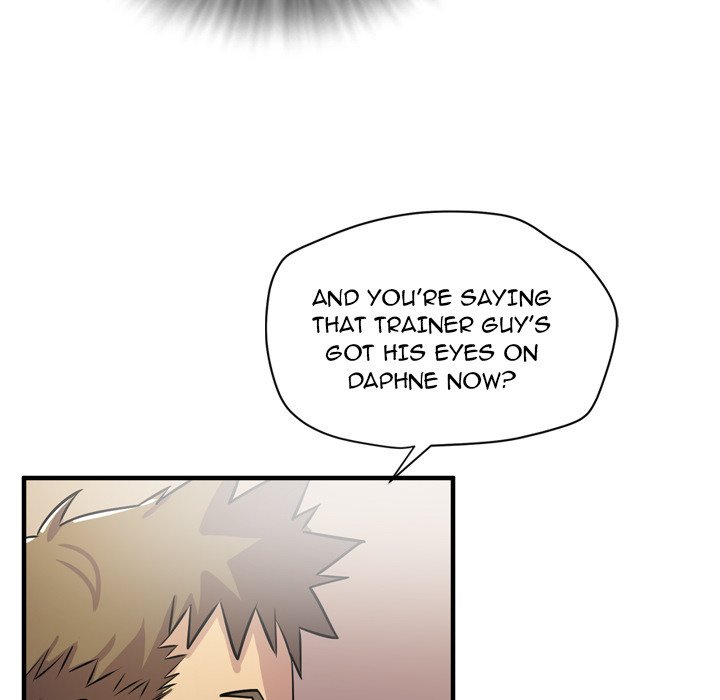 AND YOU'RE SAYING
THAT TRAINER GUY'S
GOT HIS EYES ON
DAPHNE NOW?